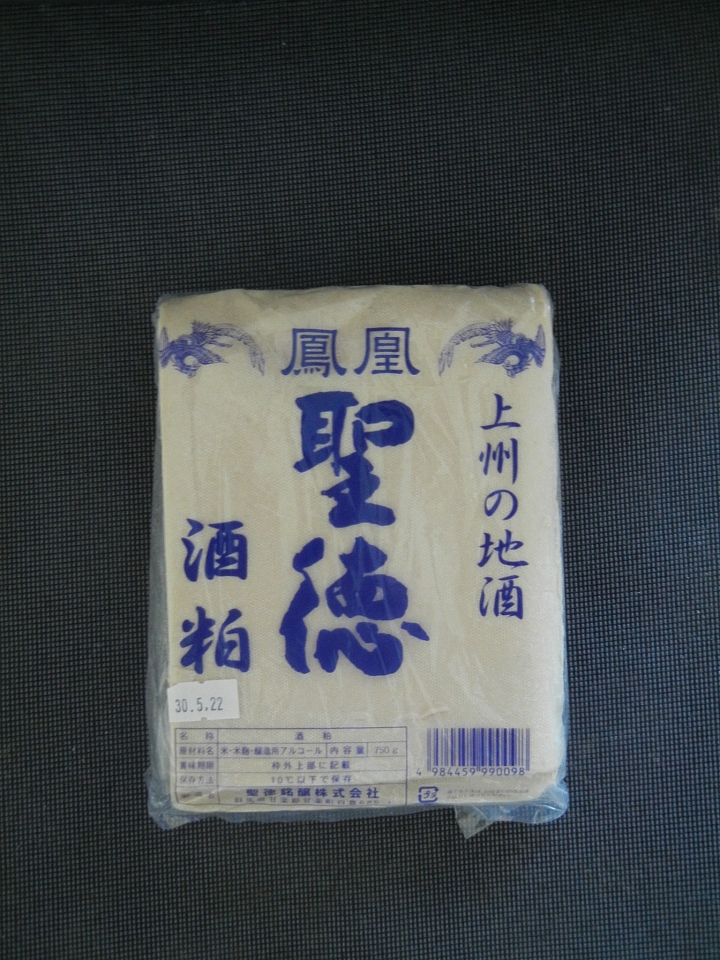 鳳凰
上州の地酒
聖徳
酒粕
30.5.22
名称 酒粕
原材料名 米・米麹・醸造用アルコール 内容量 750g
賞味期限 枠外上部に記載
保存方法 10℃以下で保存
聖徳銘醸株式会社
4 984459 990098